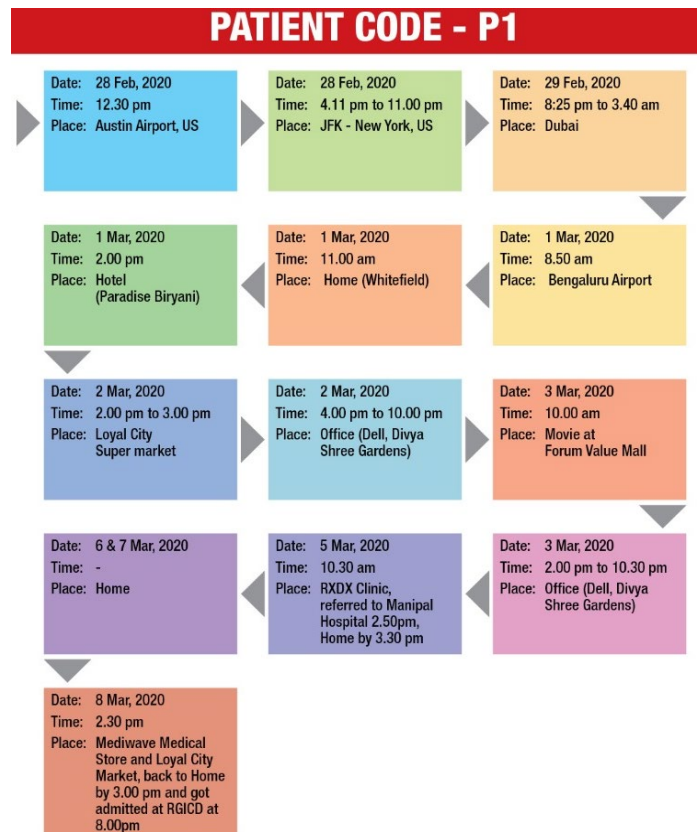 PATIENT CODE - P1
Date: 28 Feb, 2020
Time: 12.30 pm
Place: Austin Airport, US
Date: 28 Feb, 2020
Time: 4.11 pm to 11.00 pm
Place: JFK - New York, US
Date: 29 Feb, 2020
Time: 8:25 pm to 3.40 am
Place: Dubai
Date: 1 Mar, 2020
Time: 8.50 am
Place: Bengaluru Airport
Date: 1 Mar, 2020
Time: 11.00 am
Place: Home (Whitefield)
Date: 1 Mar, 2020
Time: 2.00 pm
Place: Hotel
(Paradise Biryani)
Date: 2 Mar, 2020
Time: 2.00 pm to 3.00 pm
Place: Loyal City
Super market
Date: 2 Mar, 2020
Time: 4.00 pm to 10.00 pm
Place: Office (Dell, Divya
Shree Gardens)
Date: 3 Mar, 2020
Time: 10.00 am
Place: Movie at
Forum Value Mall
Date: 3 Mar, 2020
Time: 2.00 pm to 10.30 pm
Place: Office (Dell, Divya
Shree Gardens)
Date: 5 Mar, 2020
Time: 10.30 am
Place: RXDX Clinic,
referred to Manipal
Hospital 2.50pm,
Home by 3.30 pm
Date: 6 & 7 Mar, 2020
Time: -
Place: Home
Date: 8 Mar, 2020
Time: 2.30 pm
Place: Mediwave Medical
Store and Loyal City
Market, back to Home
by 3.00 pm and got
admitted at RGICD at
8.00pm